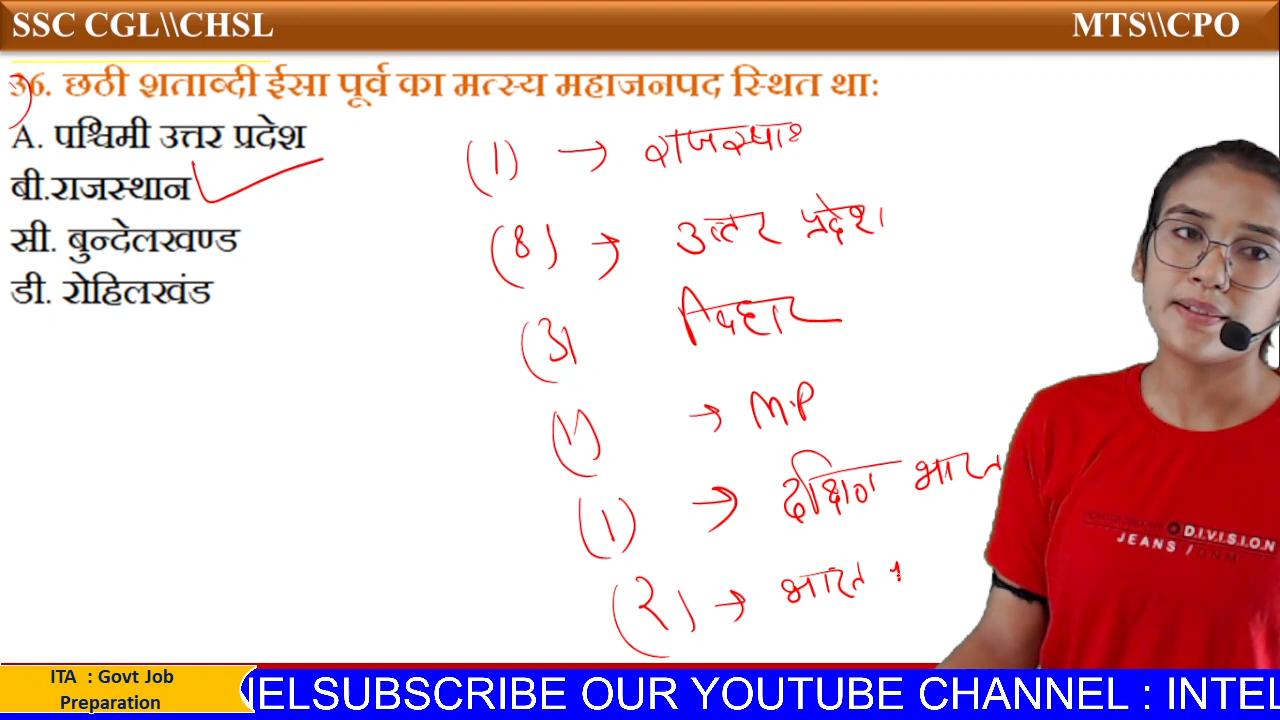 SSC CGL\\CHSL
MTS\\CPO
36. छठी शताब्दी ईसा पूर्व का मत्स्य महाजनपद स्थित था:
A. पश्चिमी उत्तर प्रदेश
बी.राजस्थान
सी. बुन्देलखण्ड
डी. रोहिलखंड
(1) → राजस्थान
(8) → उत्तर प्रदेश
बिहार
→ M.P
(1) → दक्षिण भारत
(२) → भारत
D.I.V.I.S.I.O.N
JEANS /
ITA : Govt Job
Preparation
NELSUBSCRIBE OUR YOUTUBE CHANNEL : INTEL